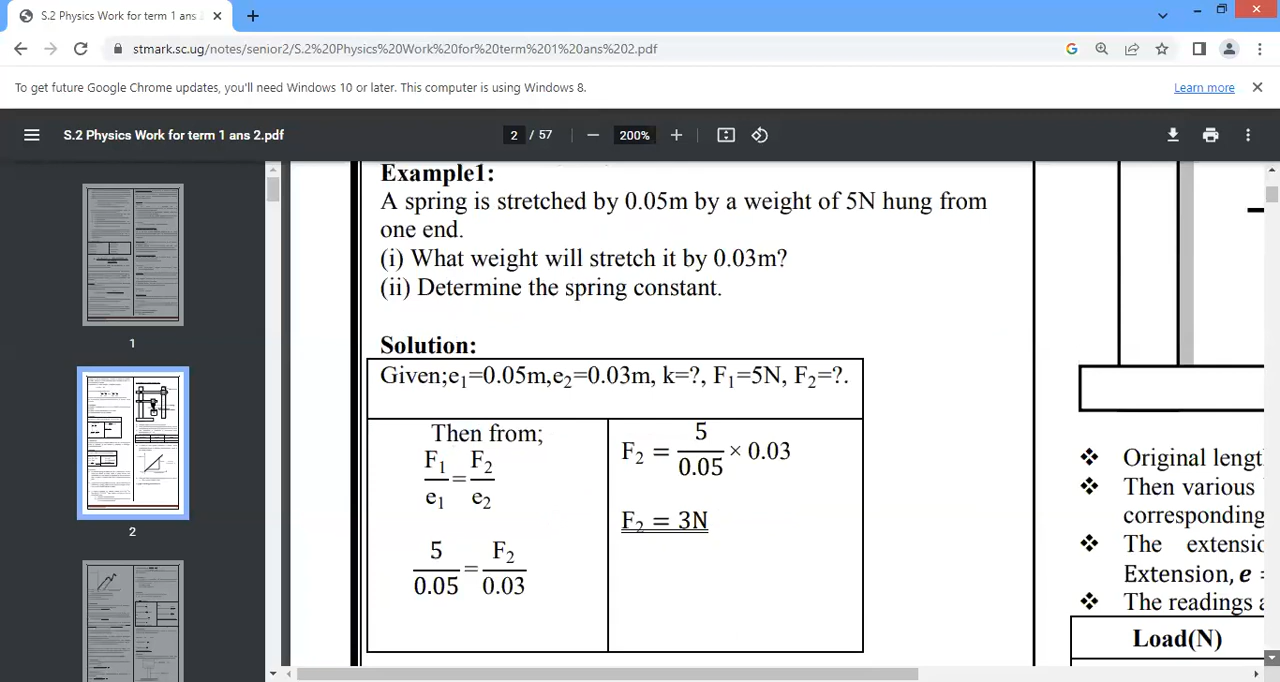 S.2 Physics Work for term 1 ans
stmark.sc.ug/notes/senior2/S.2%20Physics%20Work%20for%20term%201%20ans%202.pdf
To get future Google Chrome updates, you'll need Windows 10 or later. This computer is using Windows 8.
Learn more
S.2 Physics Work for term 1 ans 2.pdf
2 / 57
200%
1
2
Example1:
A spring is stretched by 0.05m by a weight of 5N hung from
one end.
(i) What weight will stretch it by 0.03m?
(ii) Determine the spring constant.
Solution:
Given;e₁=0.05m,e₂=0.03m, k=?, F₁=5N, F₂=?.
Then from;
F₁/e₁ = F₂/e₂
5/0.05 = F₂/0.03
F₂ = 5/0.05 × 0.03
F₂ = 3N
❖ Original
❖ Then various
corresponding
❖ The
Extension, e =
❖ The readings
Load(N)